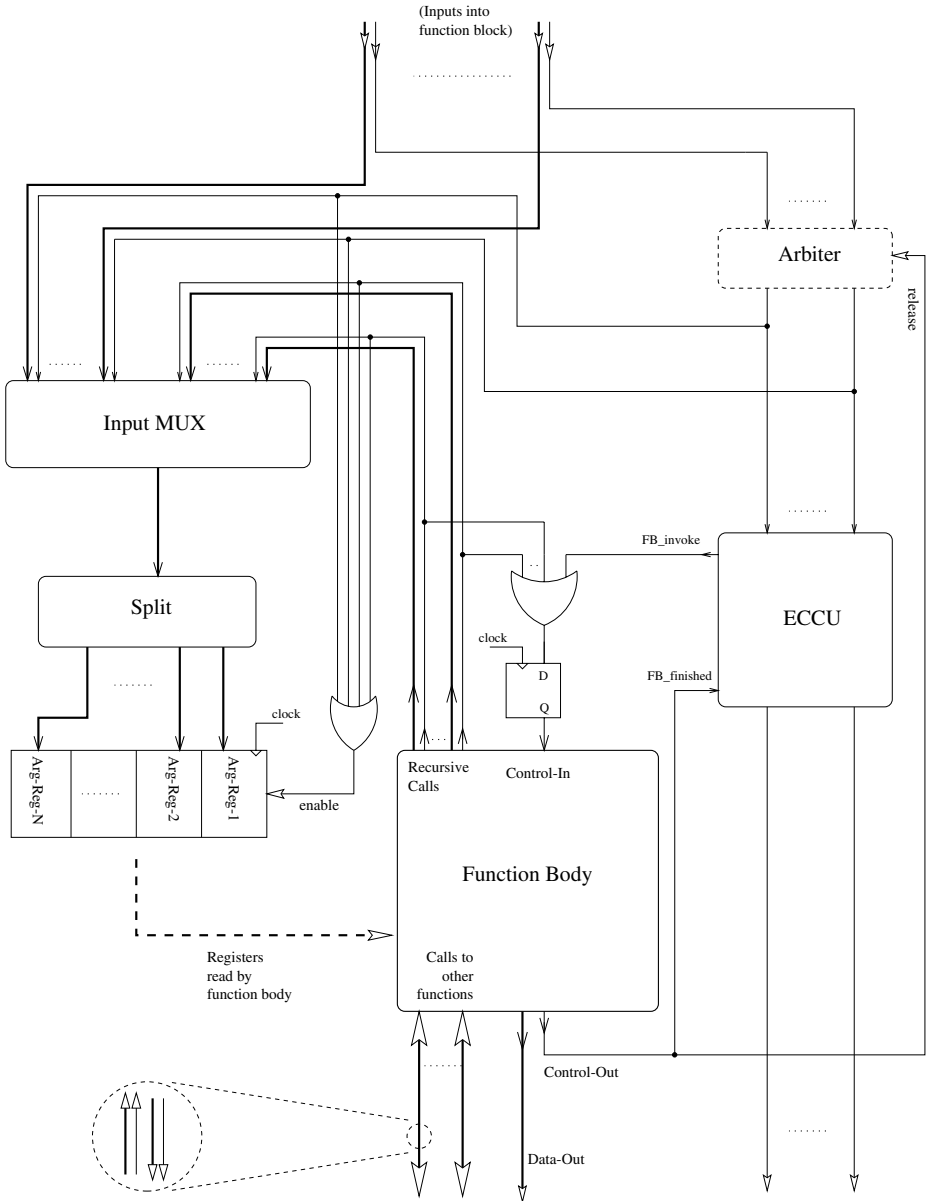 (Inputs into
function block)
Arbiter
release
Input MUX
FB_invoke
Split
ECCU
clock
D
Q
FB_finished
clock
Arg-Reg-N
Arg-Reg-2
Arg-Reg-1
enable
Recursive
Calls
Control-In
Function Body
Registers
read by
function body
Calls to
other
functions
Control-Out
Data-Out